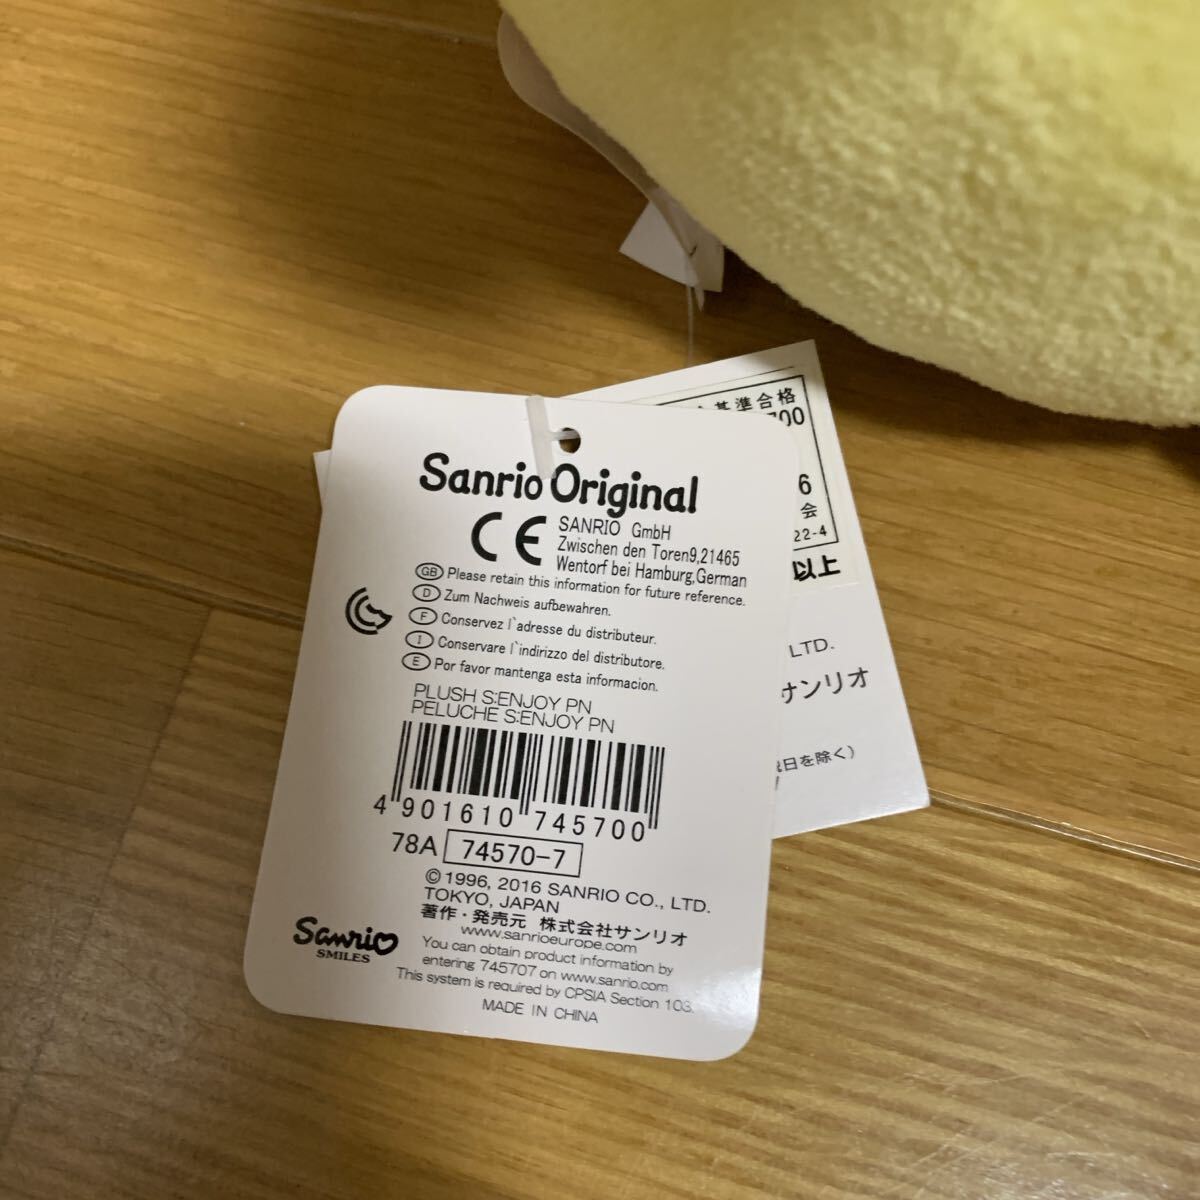 Sanrio Original
CE
SANRIO GmbH
Zwischen den Toren9,21465
Wentorf bei Hamburg,German
GB Please retain this information for future reference.
D Zum Nachweis aufbewahren.
F Conservez l`adresse du distributeur.
I Conservare l`indirizzo del distributore.
E Por favor mantenga esta informacion.
PLUSH S:ENJOY PN
PELUCHE S:ENJOY PN
4 901610 745700
78A 74570-7
© 1996, 2016 SANRIO CO., LTD.
TOKYO, JAPAN
著作・発売元 株式会社サンリオ
www.sanrioeurope.com
You can obtain product information by
entering 745707 on www.sanrio.com
This system is required by CPSIA Section 103.
MADE IN CHINA
Sanrio
SMILES
基準合格
700
6
会
22-4
以上
LTD.
サンリオ
日を除く)